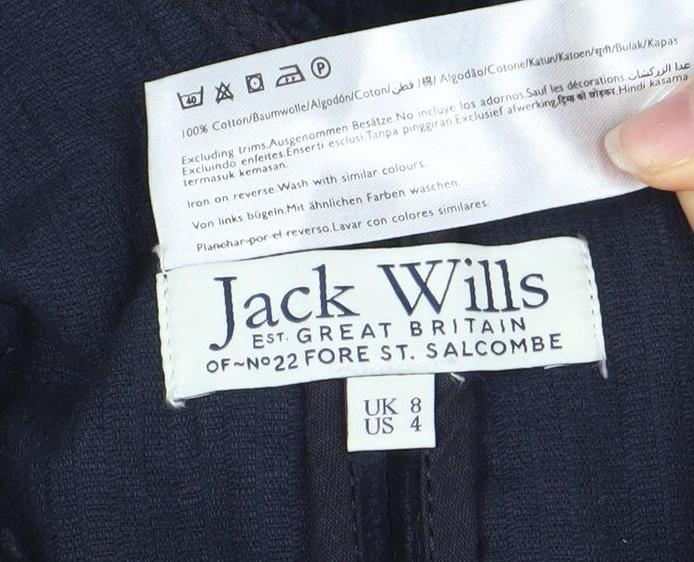 40 P
100% Cotton/Baumwolle/Algodón/Coton/قطن/棉/Algodão/Cotone/Katun/Katoen/सूती/Bulak/Kapas
Excluding trims.Ausgenommen Besätze.No incluye los adornos.Sauf les décorations.عدا الزركشات
Excluindo enfeites.Enserti esclusi Tanpa pinggiran.Exclusief afwerking. Hindi kasama
termasuk kemasan.
Iron on reverse.Wash with similar colours.
Von links bügeln.Mit ähnlichen Farben waschen.
Planchar por el reverso.Lavar con colores similares.
Jack Wills
EST. GREAT BRITAIN
OF~No22 FORE ST. SALCOMBE
UK 8
US 4